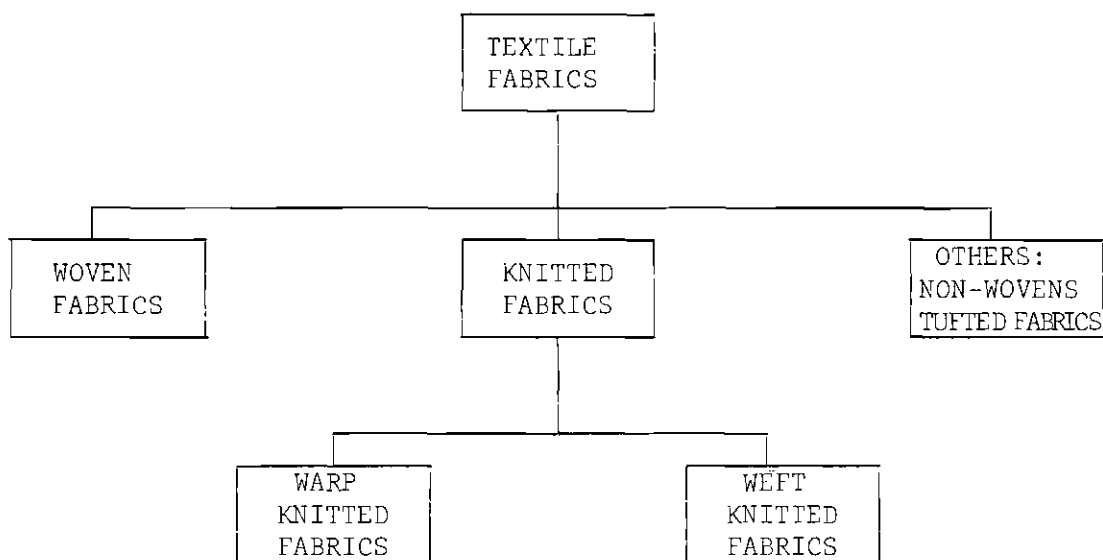 TEXTILE
FABRICS
WOVEN
FABRICS
KNITTED
FABRICS
OTHERS:
NON-WOVENS
TUFTED FABRICS
WARP
KNITTED
FABRICS
WEFT
KNITTED
FABRICS